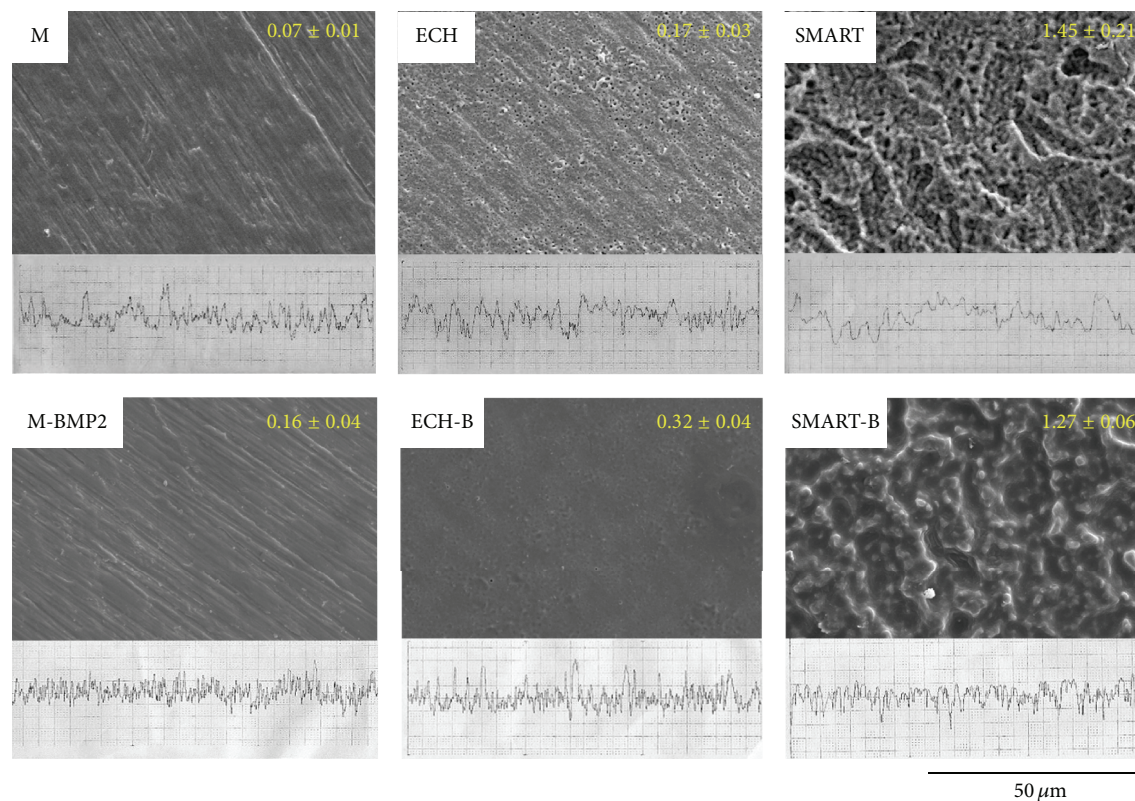 M
0.07 ± 0.01
ECH
0.17 ± 0.03
SMART
1.45 ± 0.21
M-BMP2
0.16 ± 0.04
ECH-B
0.32 ± 0.04
SMART-B
1.27 ± 0.06
50 μm